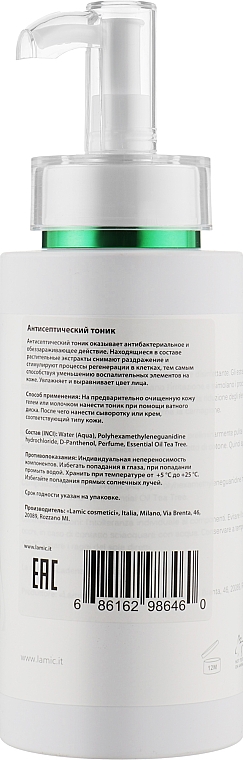 Антисептический тоник
Антисептический тоник оказывает антибактериальное и
обеззараживающее действие. Находящиеся в составе
растительные экстракты снимают раздражение и
стимулируют процессы регенерации в клетках, тем самым
способствуя уменьшению воспалительных элементов на
коже. Увлажняет и выравнивает цвет лица.
Способ применения: На предварительно очищенную кожу
гелем или молочком нанести тоник при помощи ватного
диска. После чего нанести сыворотку или крем,
соответствующий типу кожи.
Состав (INCI): Water (Aqua), Polyhexamethyleneguanidine
hydrochloride, D-Panthenol, Perfume, Essential Oil Tea Tree.
Противопоказания: Индивидуальная непереносимость
компонентов. Избегать попадания в глаза, при попадании
промыть водой. Хранить при температуре от +5 °С до +25 °С.
Избегайте попадания прямых солнечных лучей.
Срок годности указан на упаковке.
Производитель: «Lamic cosmetici», Italia, Milano, Via Brenta, 46,
20089, Rozzano MI.
www.lamic.it
EAC
6 86162 98646 0
www.lamic.it
12M